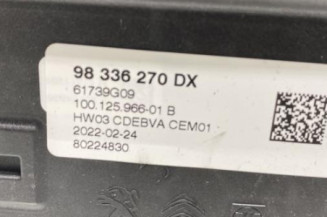 98 336 270 DX
61739G09
100.125.966-01 B
HW03 CDEBVA CEM01
2022-02-24
80224830